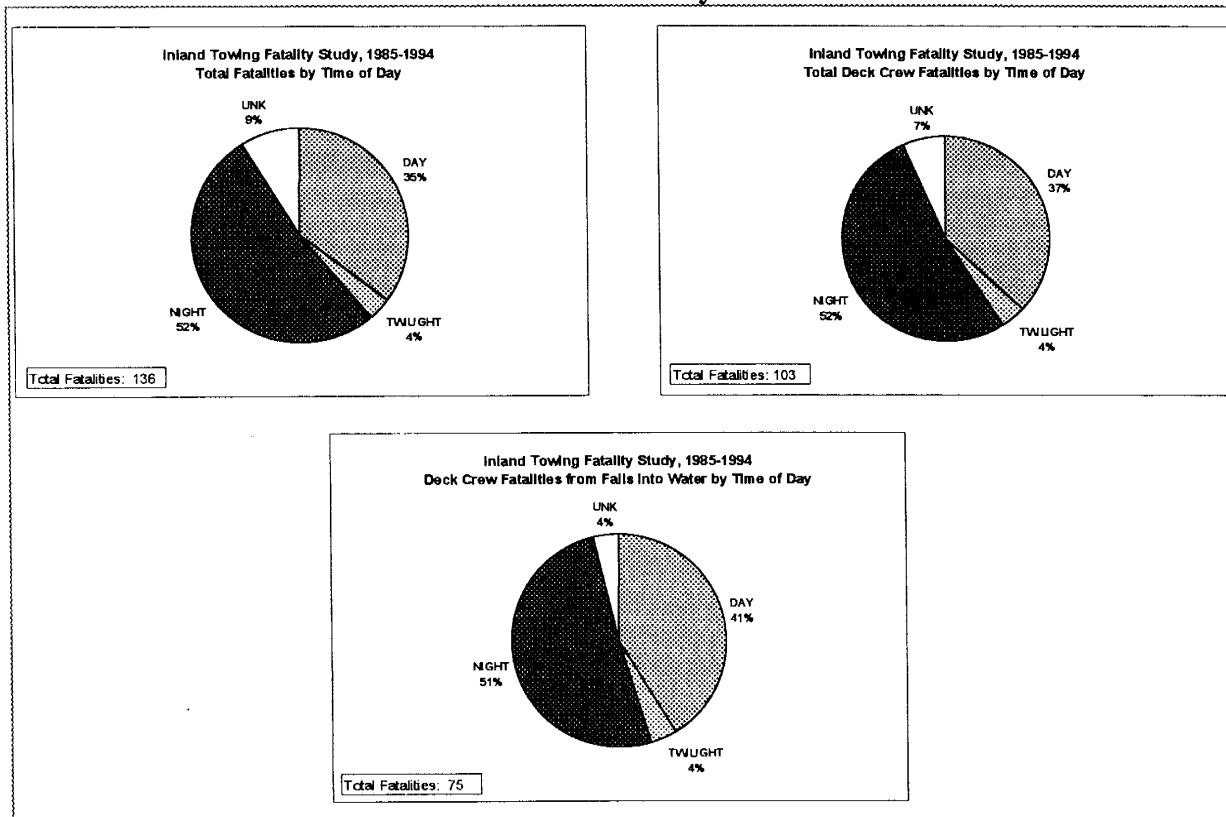 Inland Towing Fatality Study, 1985-1994
Total Fatalities by Time of Day
UNK
9%
DAY
35%
NIGHT
52%
TWILIGHT
4%
Total Fatalities: 136
Inland Towing Fatality Study, 1985-1994
Total Deck Crew Fatalities by Time of Day
UNK
7%
DAY
37%
NIGHT
52%
TWILIGHT
4%
Total Fatalities: 103
Inland Towing Fatality Study, 1985-1994
Deck Crew Fatalities from Falls Into Water by Time of Day
UNK
4%
DAY
41%
NIGHT
51%
TWILIGHT
4%
Total Fatalities: 75